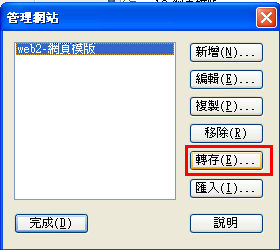 管理網站
web2-網頁模版
新增(N)...
編輯(E)...
複製(P)...
移除(R)
轉存(E)...
匯入(I)...
完成(D)
說明